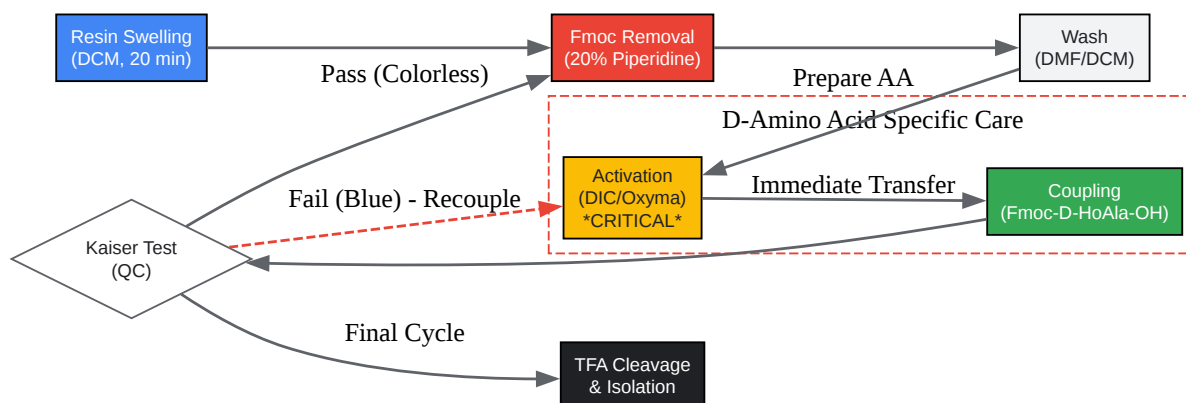 Resin Swelling
(DCM, 20 min)
Fmoc Removal
(20% Piperidine)
Wash
(DMF/DCM)
Pass (Colorless)
Prepare AA
D-Amino Acid Specific Care
Activation
(DIC/Oxyma)
*CRITICAL*
Immediate Transfer
Coupling
(Fmoc-D-HoAla-OH)
Fail (Blue) - Recouple
Kaiser Test
(QC)
Final Cycle
TFA Cleavage
& Isolation